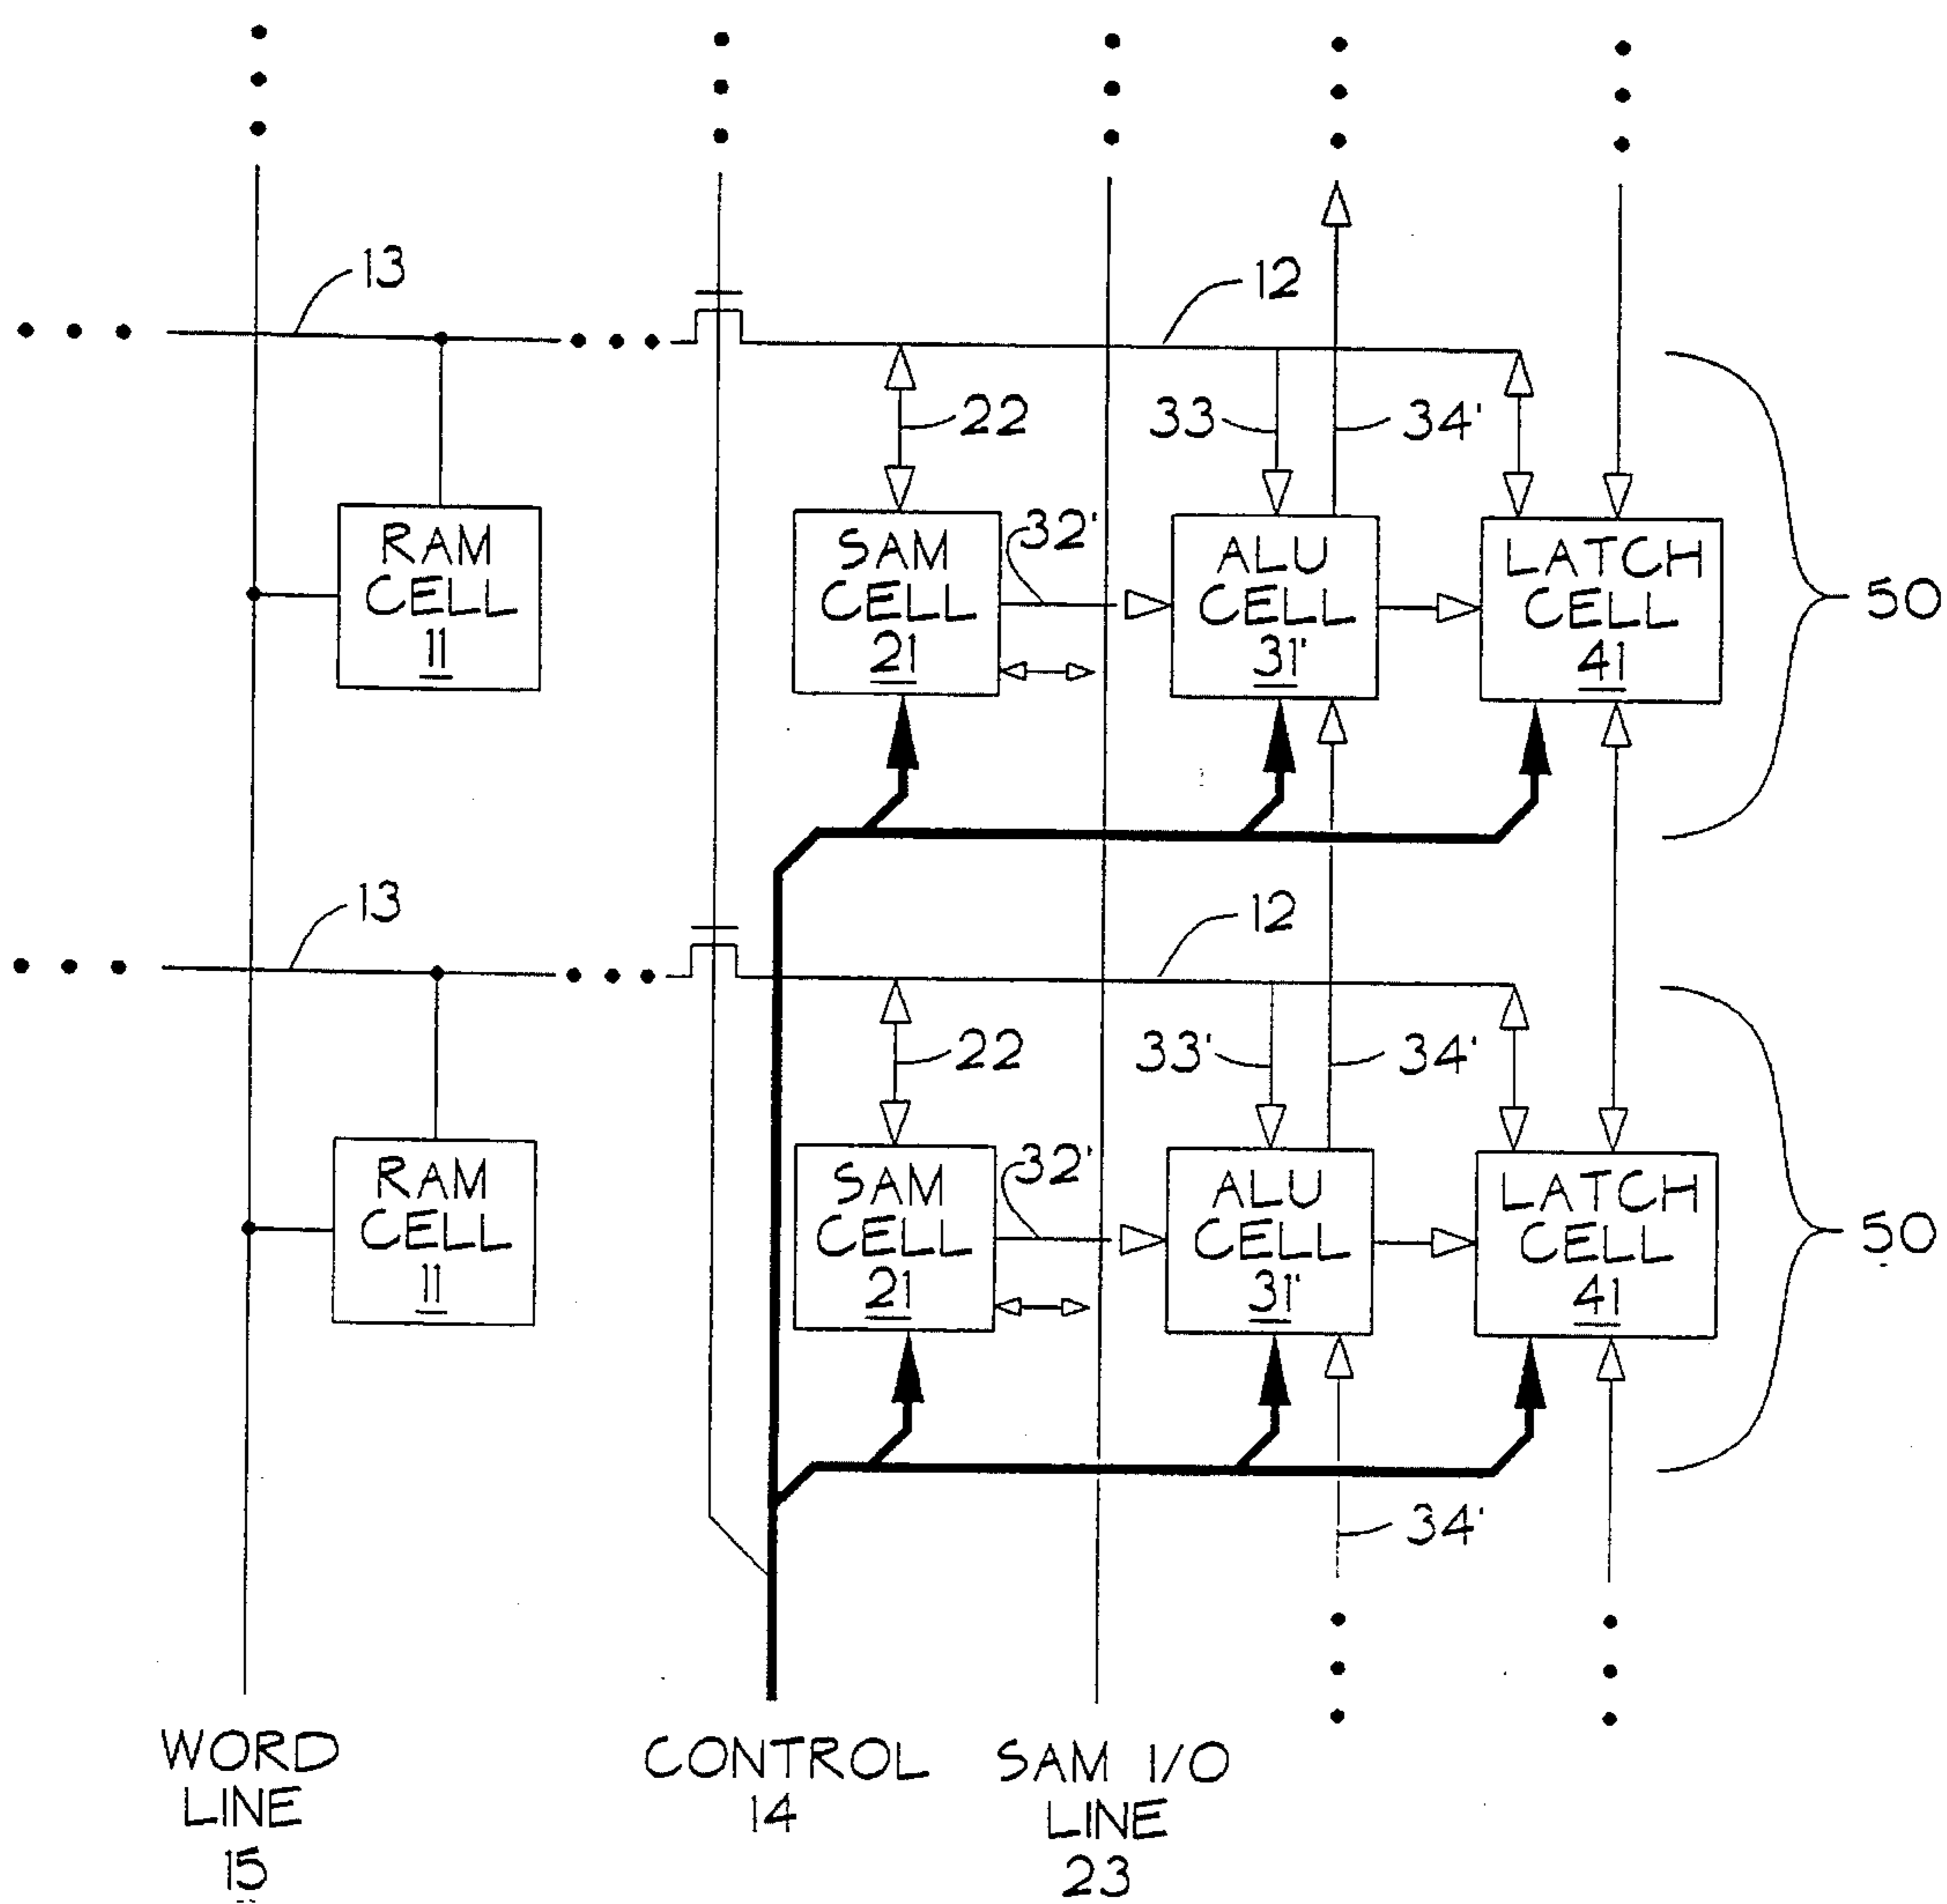 13
12
22
33
34'
RAM
CELL
11
SAM
CELL
21
32'
ALU
CELL
31'
LATCH
CELL
41
50
13
12
22
33'
34'
RAM
CELL
11
SAM
CELL
21
32'
ALU
CELL
31'
LATCH
CELL
41
50
34'
WORD
LINE
15
CONTROL
14
SAM I/O
LINE
23